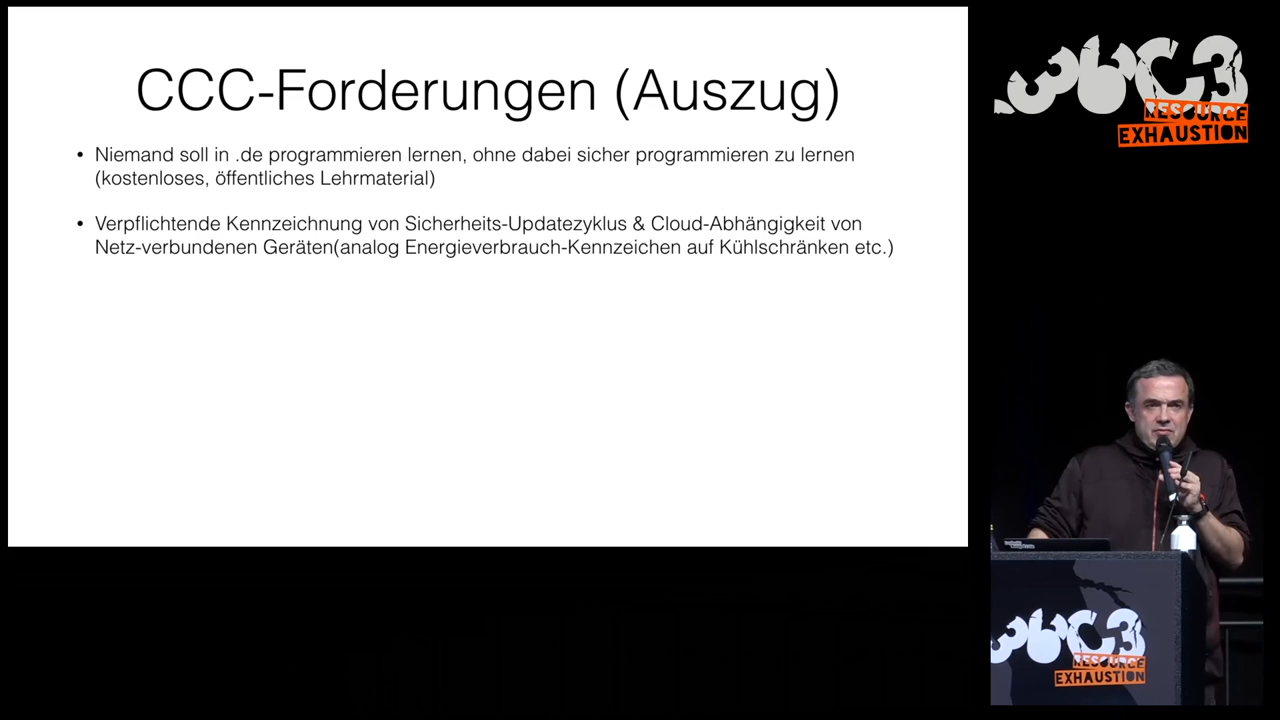 CCC-Forderungen (Auszug)
• Niemand soll in .de programmieren lernen, ohne dabei sicher programmieren zu lernen
(kostenloses, öffentliches Lehrmaterial)
• Verpflichtende Kennzeichnung von Sicherheits-Updatezyklus & Cloud-Abhängigkeit von
Netz-verbundenen Geräten(analog Energieverbrauch-Kennzeichen auf Kühlschränken etc.)
36C3
RESOURCE
EXHAUSTION
36C3
RESOURCE
EXHAUSTION